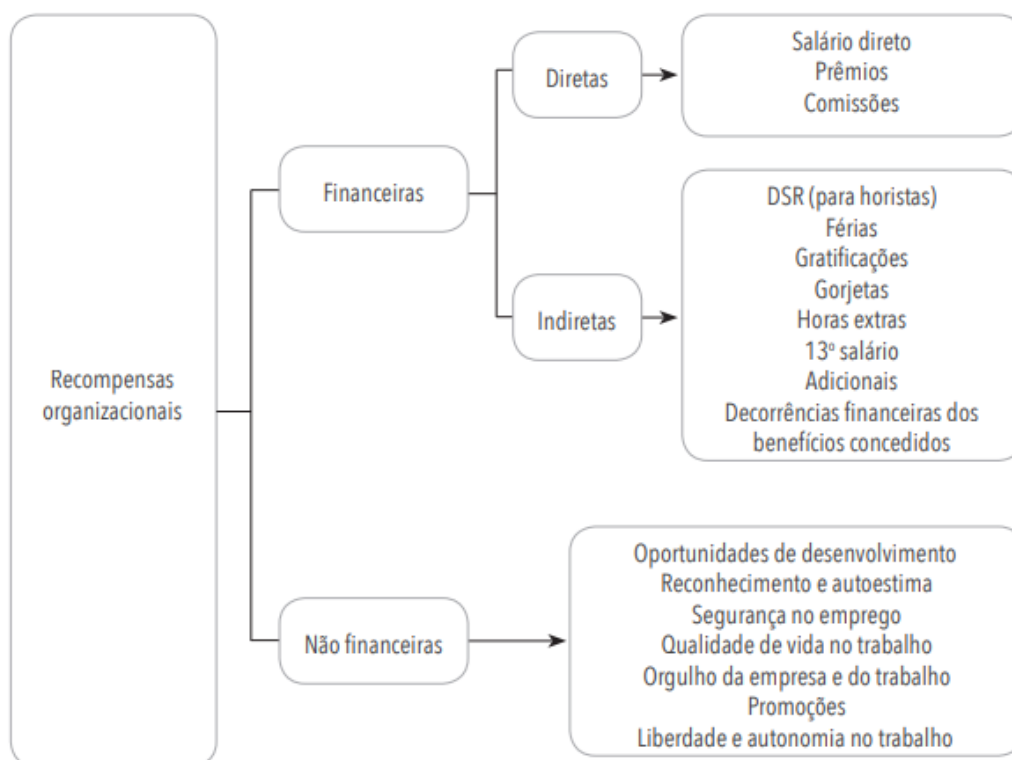 Recompensas
organizacionais
Financeiras
Diretas
Salário direto
Prêmios
Comissões
Indiretas
DSR (para horistas)
Férias
Gratificações
Gorjetas
Horas extras
13º salário
Adicionais
Decorrências financeiras dos
benefícios concedidos
Não financeiras
Oportunidades de desenvolvimento
Reconhecimento e autoestima
Segurança no emprego
Qualidade de vida no trabalho
Orgulho da empresa e do trabalho
Promoções
Liberdade e autonomia no trabalho